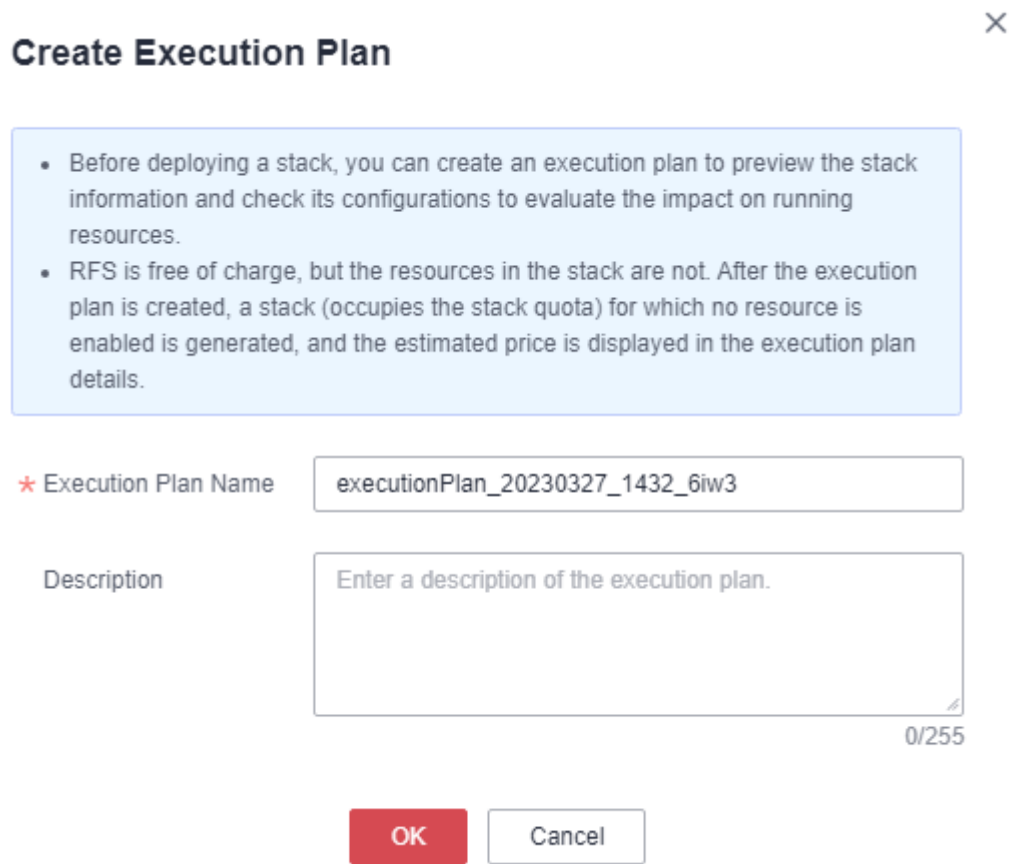 Create Execution Plan
• Before deploying a stack, you can create an execution plan to preview the stack
information and check its configurations to evaluate the impact on running
resources.
• RFS is free of charge, but the resources in the stack are not. After the execution
plan is created, a stack (occupies the stack quota) for which no resource is
enabled is generated, and the estimated price is displayed in the execution plan
details.
* Execution Plan Name executionPlan_20230327_1432_6iw3
Description Enter a description of the execution plan.
0/255
OK Cancel